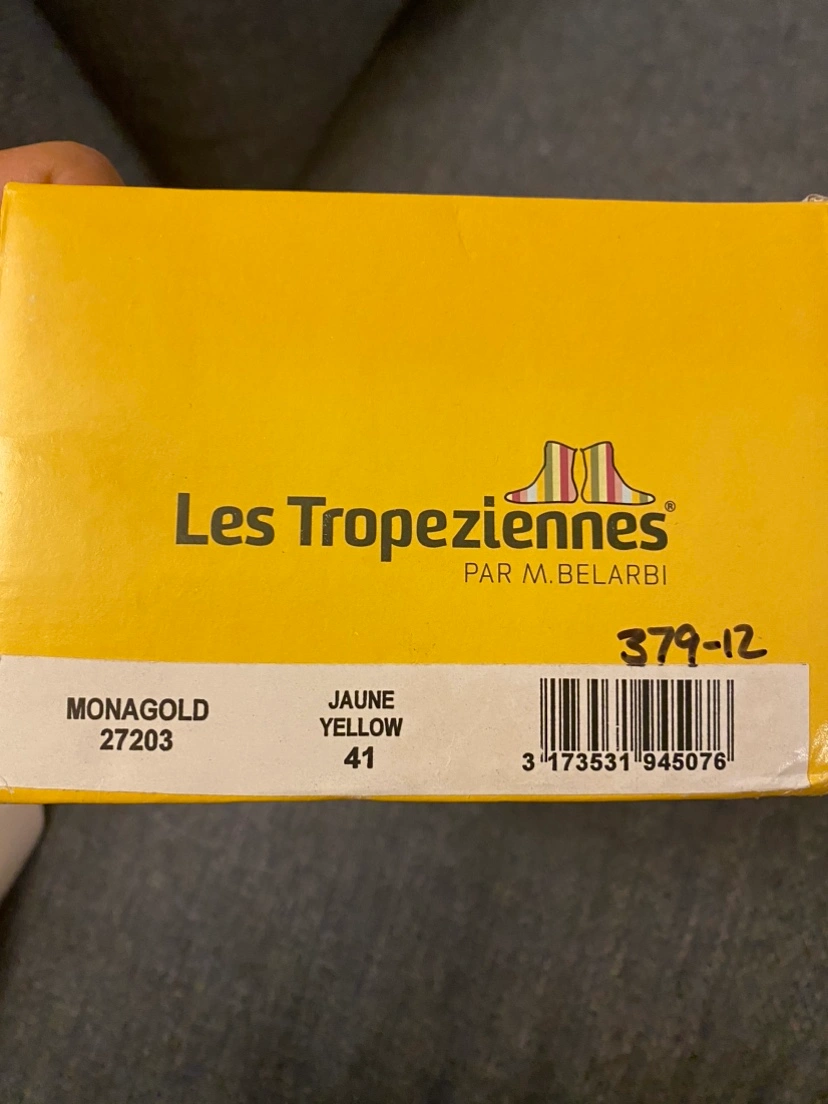 Les Tropeziennes®
PAR M.BELARBI
379-12
MONAGOLD
27203
JAUNE
YELLOW
41
3 173531 945076